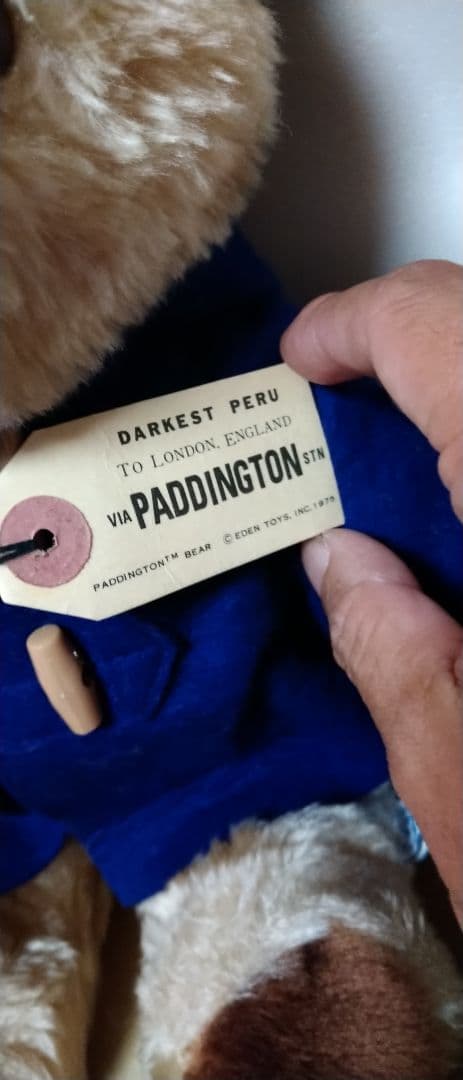 DARKEST PERU
TO LONDON, ENGLAND
VIA PADDINGTON STN
PADDINGTON™ BEAR © EDEN TOYS, INC. 1975